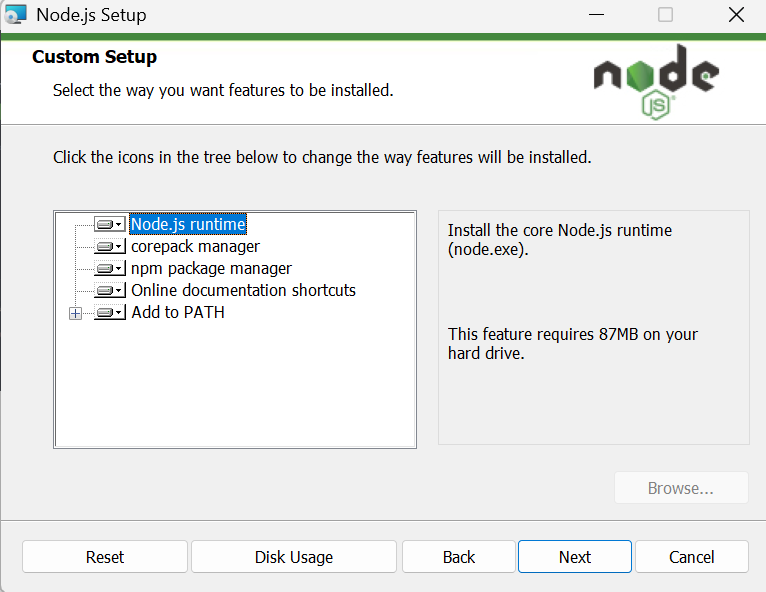 Node.js Setup
Custom Setup
Select the way you want features to be installed.
node
JS
Click the icons in the tree below to change the way features will be installed.
Node.js runtime
corepack manager
npm package manager
Online documentation shortcuts
Add to PATH
Install the core Node.js runtime
(node.exe).
This feature requires 87MB on your
hard drive.
Browse...
Reset
Disk Usage
Back
Next
Cancel